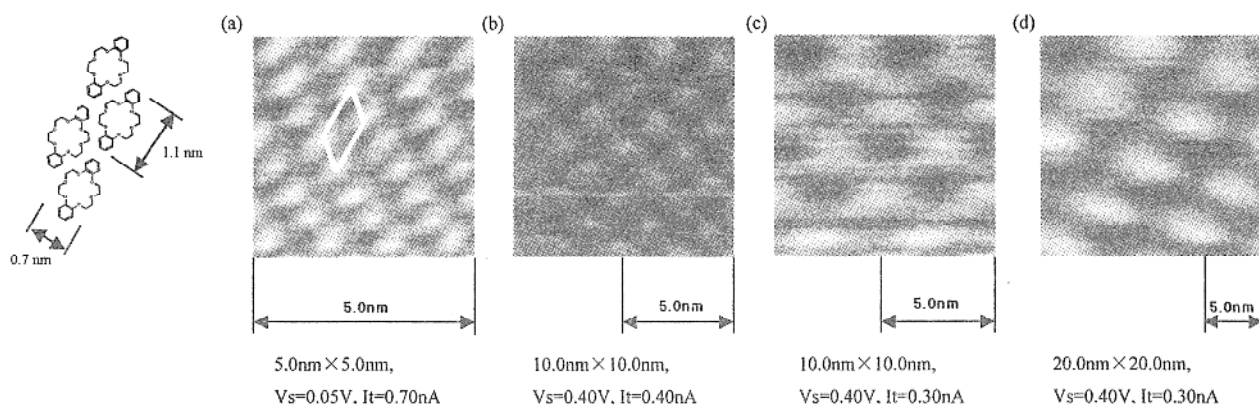 (a)
(b)
(c)
(d)
1.1 nm
0.7 nm
5.0nm
5.0nm
5.0nm
5.0nm
5.0nm×5.0nm,
Vs=0.05V, It=0.70nA
10.0nm×10.0nm,
Vs=0.40V, It=0.40nA
10.0nm×10.0nm,
Vs=0.40V, It=0.30nA
20.0nm×20.0nm,
Vs=0.40V, It=0.30nA